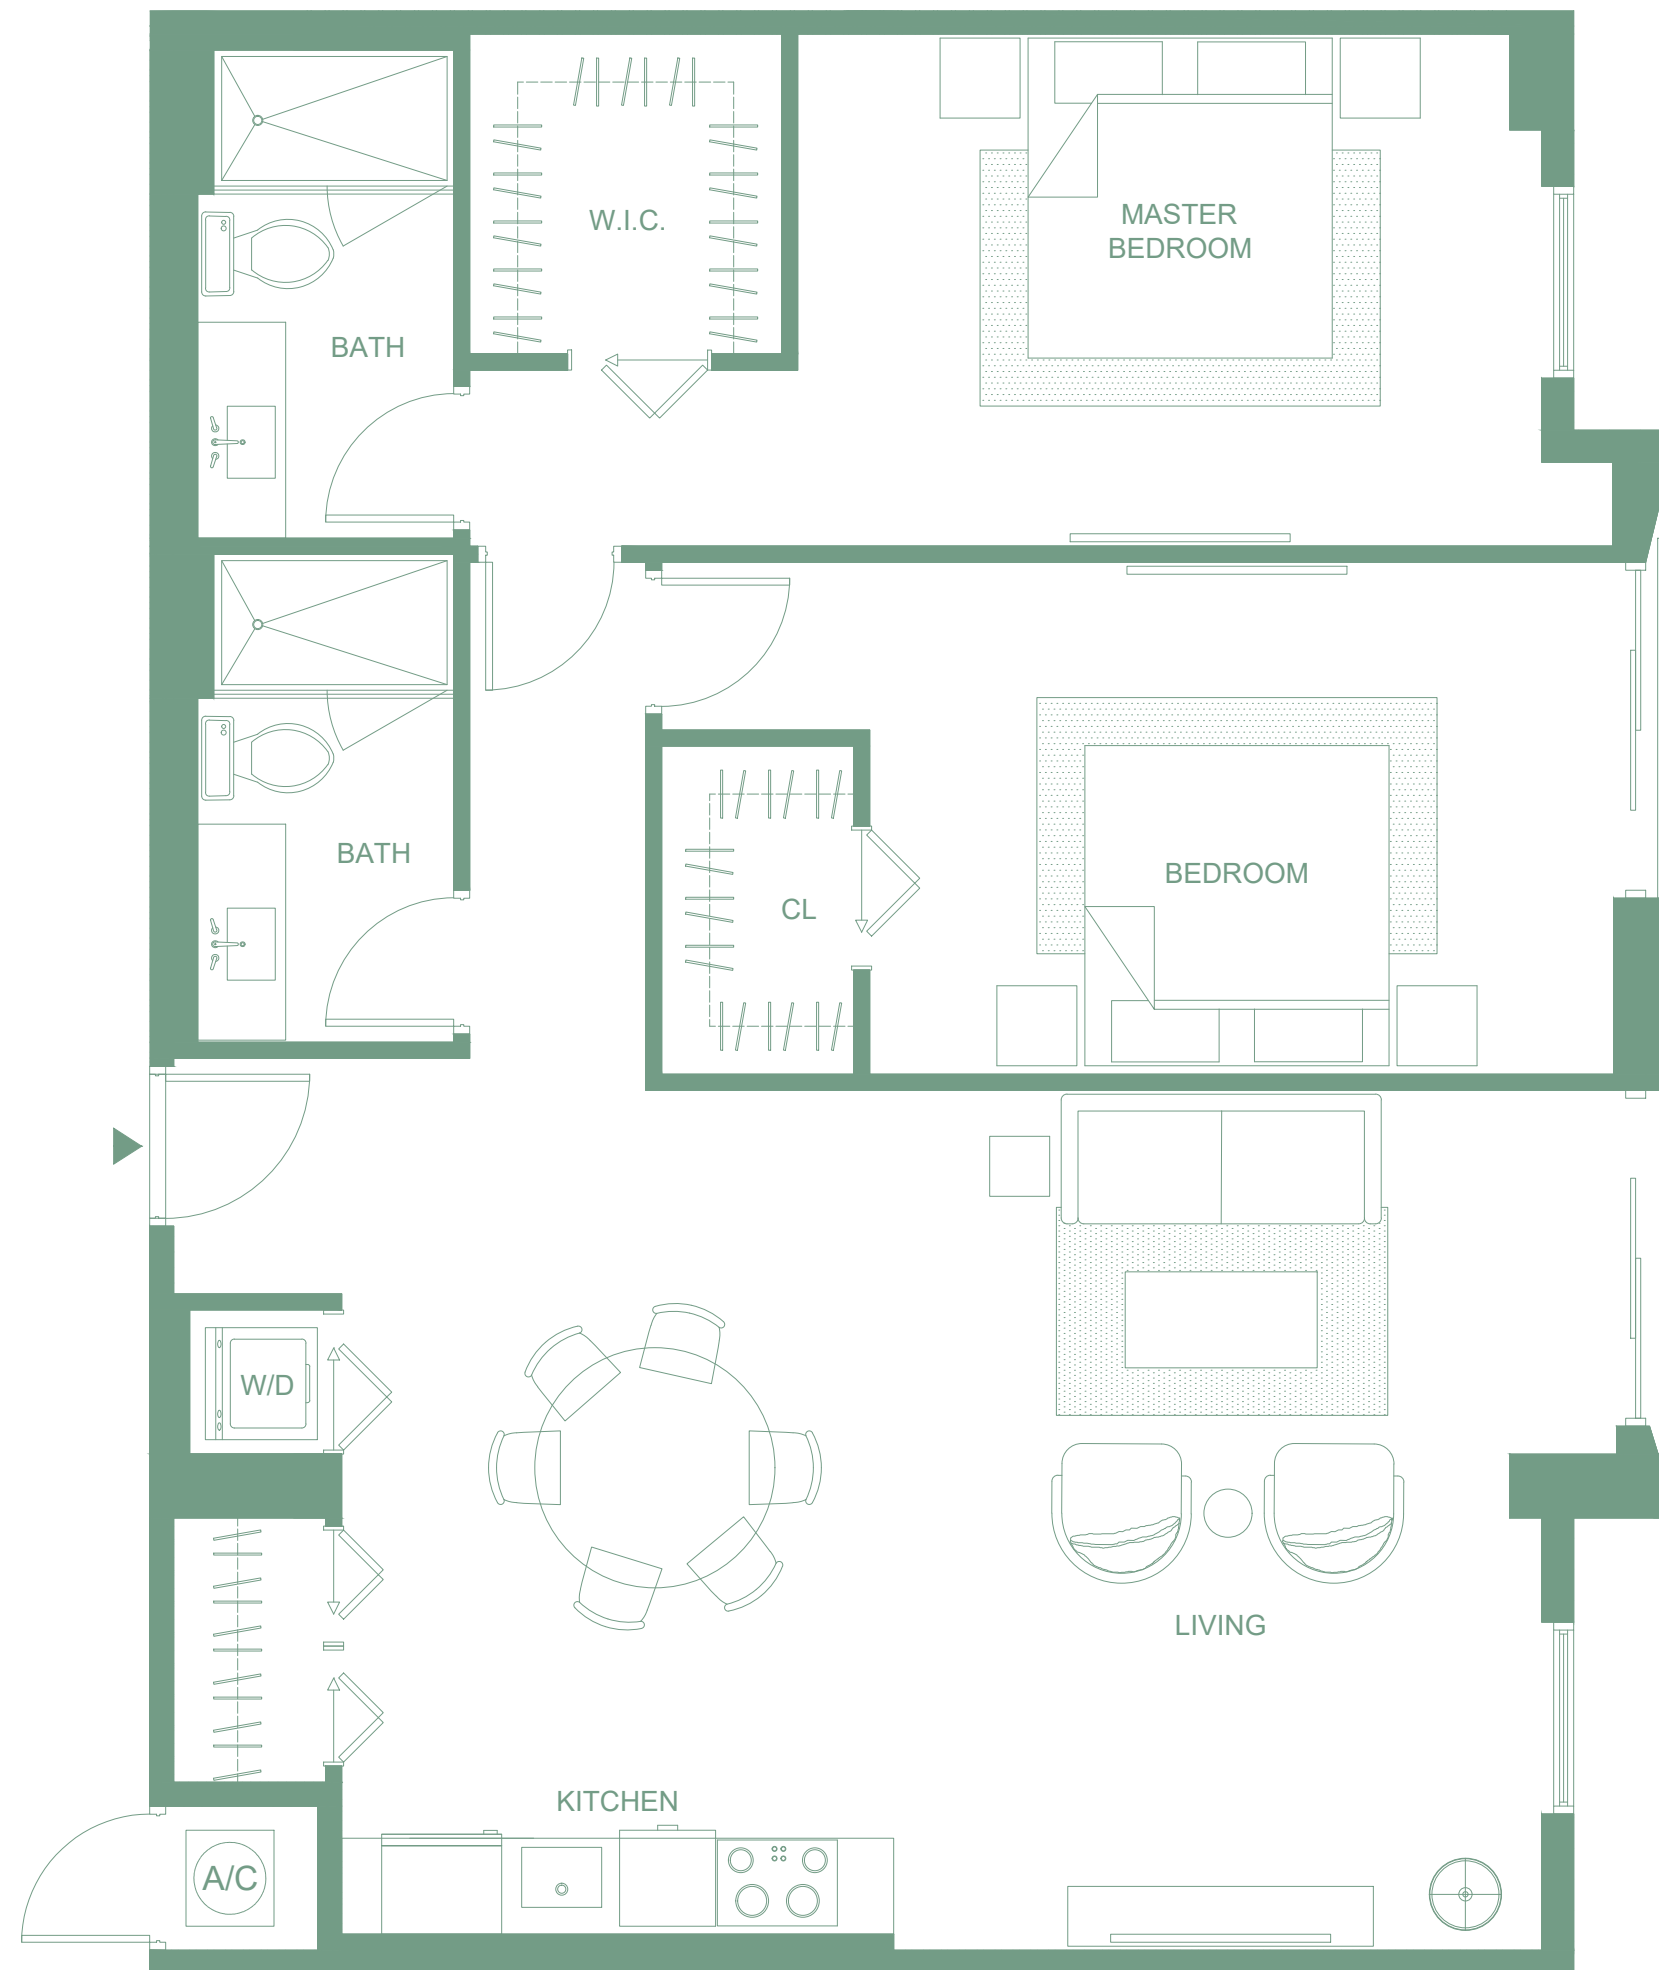 W.I.C.
MASTER
BEDROOM
BATH
BATH
BEDROOM
CL
W/D
LIVING
KITCHEN
A/C